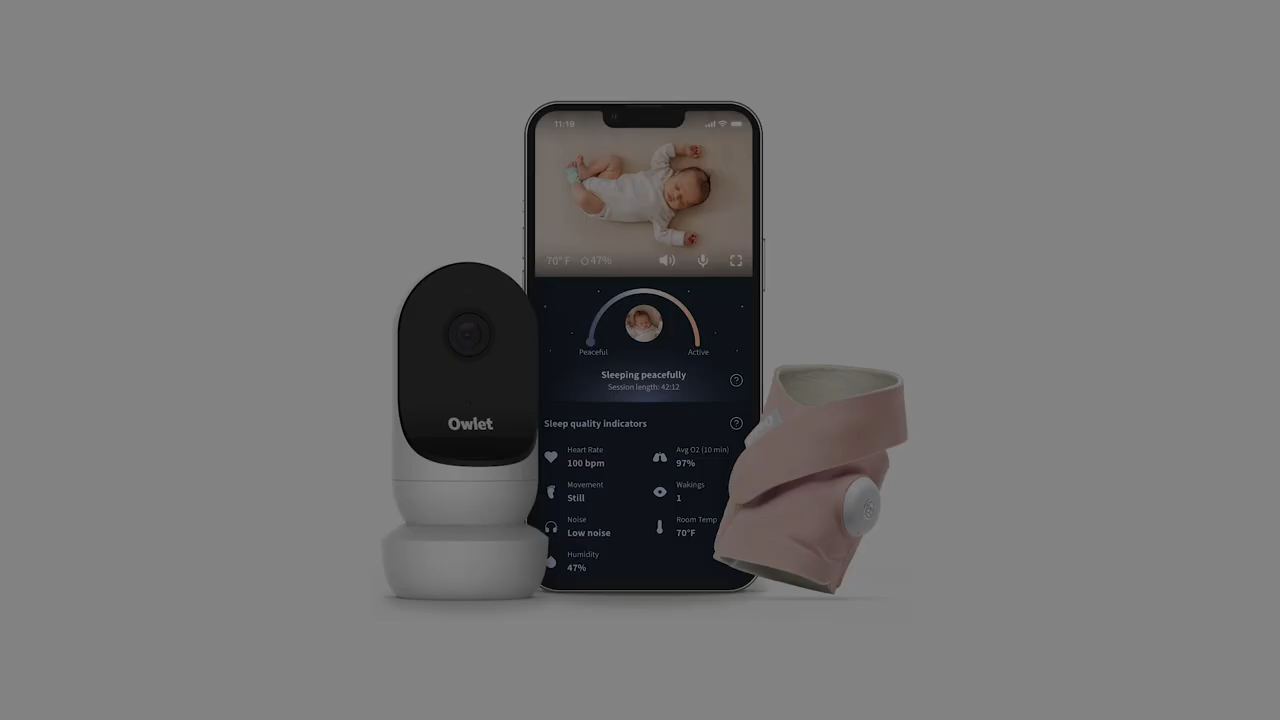 11:18
70° F 47%
Peaceful Active
Sleeping peacefully
Session length: 42:12
Owlet
Sleep quality indicators
Heart Rate Avg O2 (10 min)
100 bpm 97%
Movement Wakings
Still 1
Noise Room Temp
Low noise 70°F
Humidity
47%